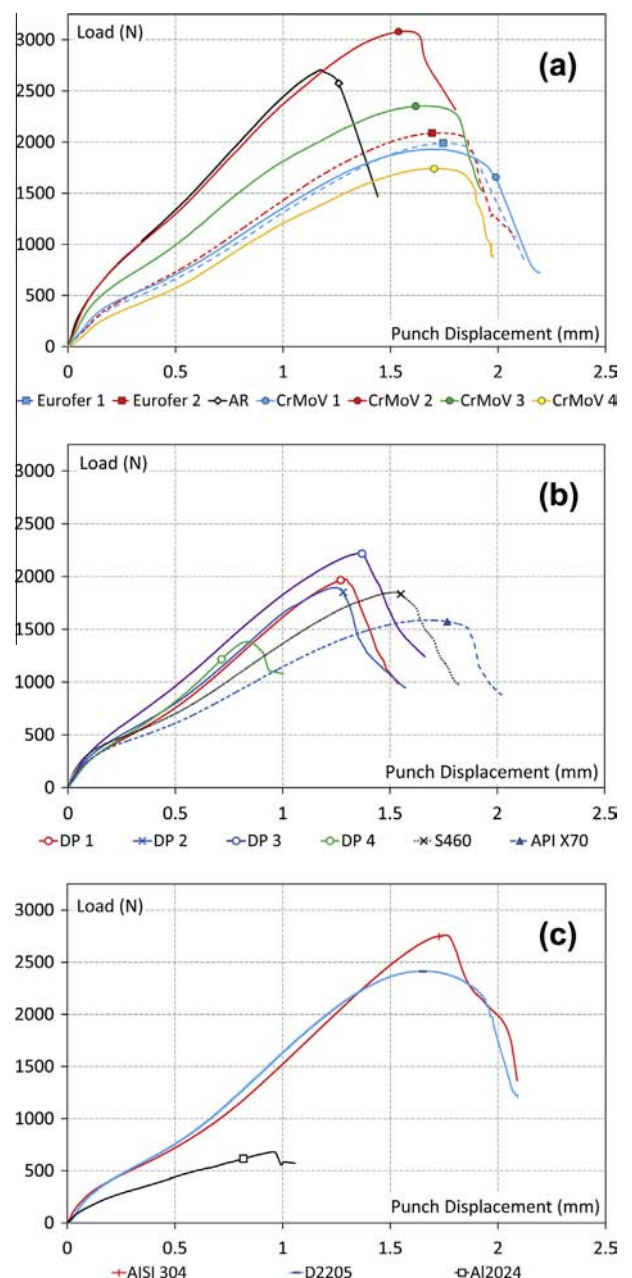 Load (N)
(a)
3000
2500
2000
1500
1000
500
0
Punch Displacement (mm)
0 0.5 1 1.5 2 2.5
Eurofer 1 Eurofer 2 AR CrMoV 1 CrMoV 2 CrMoV 3 CrMoV 4
Load (N)
(b)
3000
2500
2000
1500
1000
500
0
Punch Displacement (mm)
0 0.5 1 1.5 2 2.5
DP 1 DP 2 DP 3 DP 4 S460 API X70
Load (N)
(c)
3000
2500
2000
1500
1000
500
0
Punch Displacement (mm)
0 0.5 1 1.5 2 2.5
AISI 304 D2205 Al2024